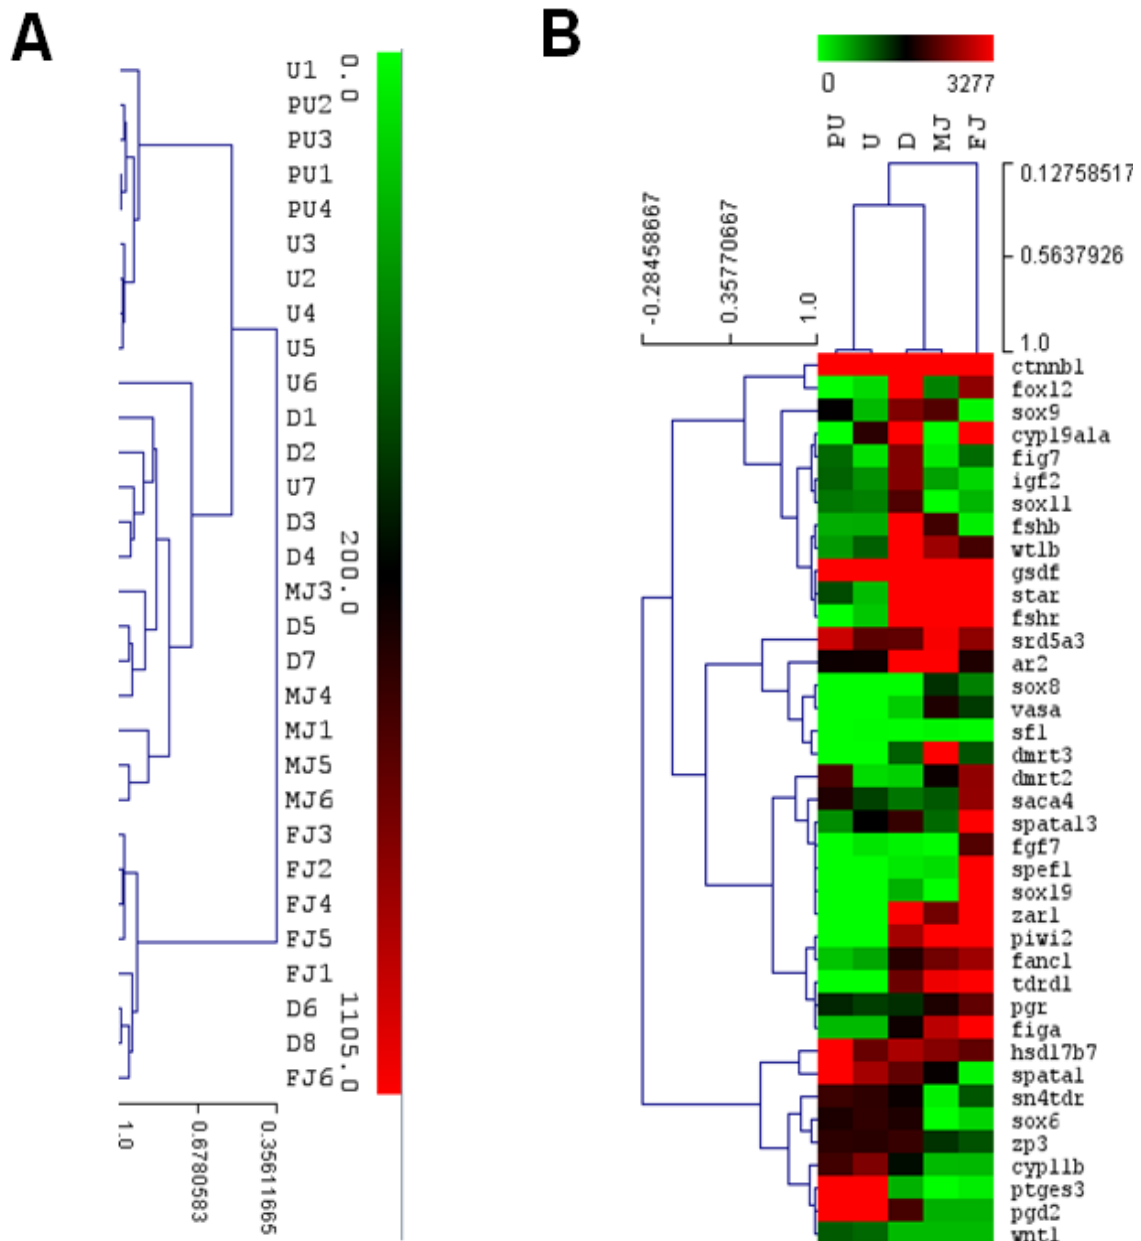 A
U1
PU2
PU3
PU1
PU4
U3
U2
U4
U5
U6
D1
D2
U7
D3
D4
MJ3
D5
D7
MJ4
MJ1
MJ5
MJ6
FJ3
FJ2
FJ4
FJ5
FJ1
D6
D8
FJ6
0.0
200.0
1105.0
1.0
0.6780583
0.35611665
B
0 3277
PU U D MJ FJ
0.12758517
0.5637926
1.0
-0.28458667
0.35770667
1.0
ctnnb1
foxl2
sox9
cyp19a1a
fig7
igf2
sox11
fshb
wt1b
gsdf
star
fshr
srd5a3
ar2
sox8
vasa
sf1
dmrt3
dmrt2
saca4
spata13
fgf7
spef1
sox19
zar1
piwi2
fancl
tdrd1
pgr
figa
hsd17b7
spata1
sn4tdr
sox6
zp3
cyp11b
ptges3
pgd2
wnt1